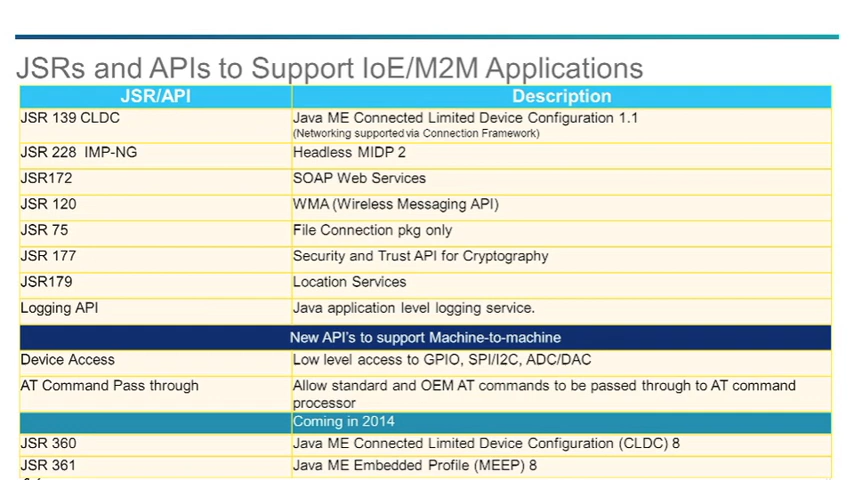 JSRs and APIs to Support IoE/M2M Applications
JSR/API Description
JSR 139 CLDC Java ME Connected Limited Device Configuration 1.1
(Networking supported via Connection Framework)
JSR 228 IMP-NG Headless MIDP 2
JSR172 SOAP Web Services
JSR 120 WMA (Wireless Messaging API)
JSR 75 File Connection pkg only
JSR 177 Security and Trust API for Cryptography
JSR179 Location Services
Logging API Java application level logging service.
New API's to support Machine-to-machine
Device Access Low level access to GPIO, SPI/I2C, ADC/DAC
AT Command Pass through Allow standard and OEM AT commands to be passed through to AT command
processor
Coming in 2014
JSR 360 Java ME Connected Limited Device Configuration (CLDC) 8
JSR 361 Java ME Embedded Profile (MEEP) 8